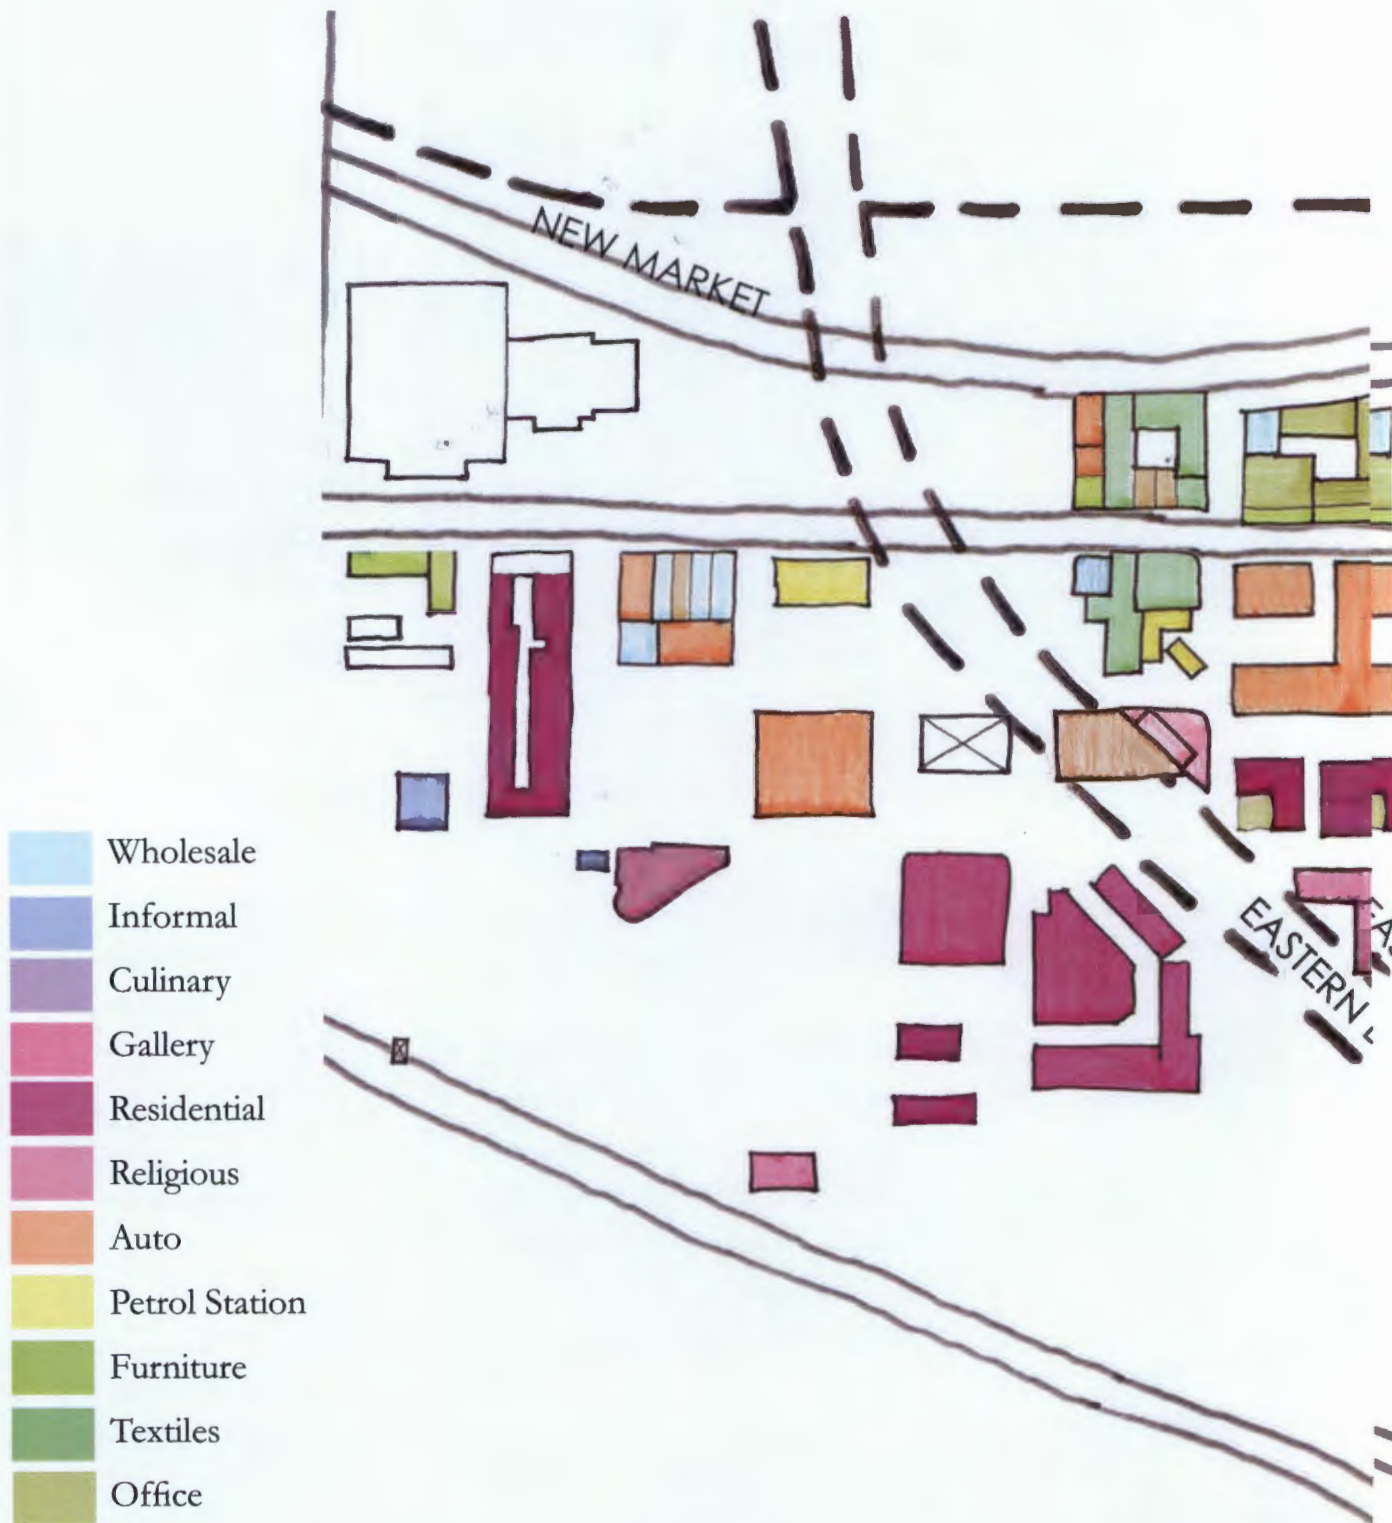 NEW MARKET
EASTERN
Wholesale
Informal
Culinary
Gallery
Residential
Religious
Auto
Petrol Station
Furniture
Textiles
Office